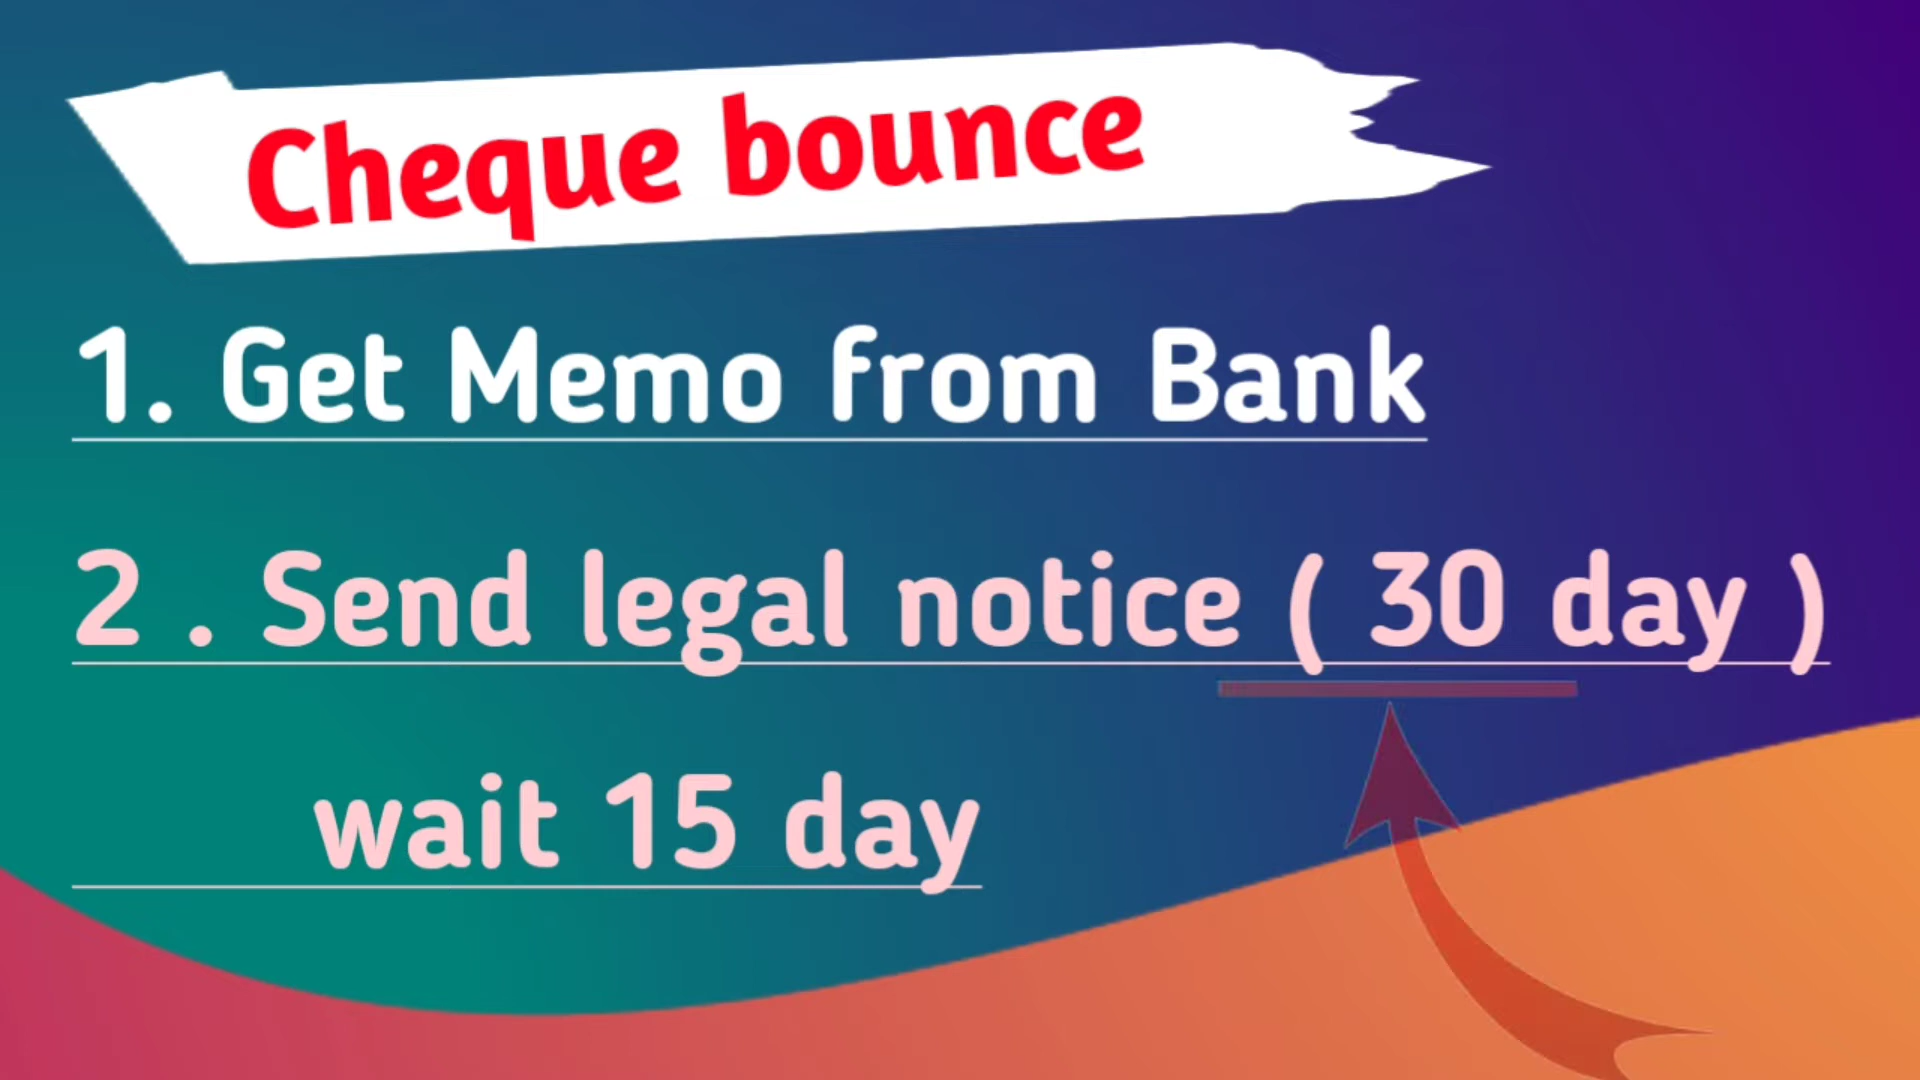 Cheque bounce
1. Get Memo from Bank
2 . Send legal notice ( 30 day )
wait 15 day